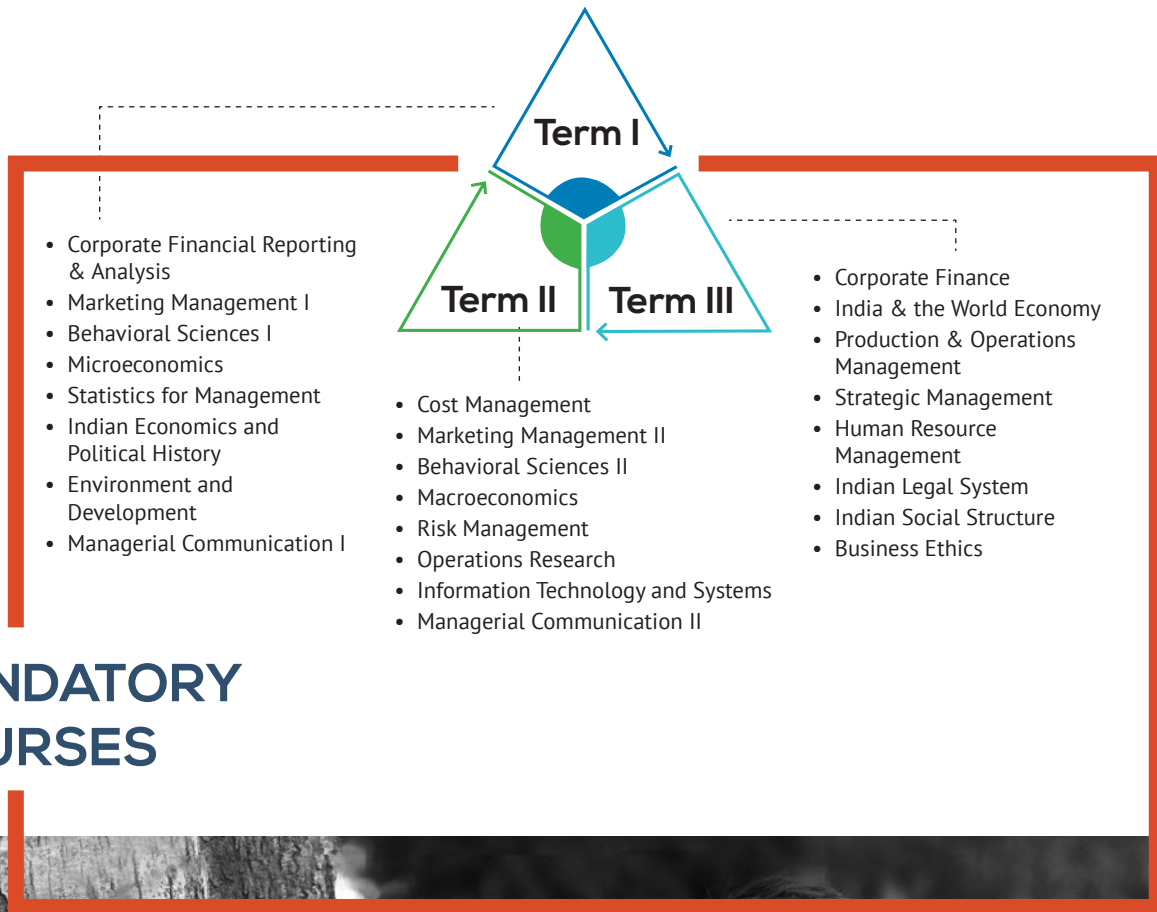 Term I
Term II
Term III
• Corporate Financial Reporting
& Analysis
• Marketing Management I
• Behavioral Sciences I
• Microeconomics
• Statistics for Management
• Indian Economics and
Political History
• Environment and
Development
• Managerial Communication I
• Cost Management
• Marketing Management II
• Behavioral Sciences II
• Macroeconomics
• Risk Management
• Operations Research
• Information Technology and Systems
• Managerial Communication II
• Corporate Finance
• India & the World Economy
• Production & Operations
Management
• Strategic Management
• Human Resource
Management
• Indian Legal System
• Indian Social Structure
• Business Ethics
NDATORY
URSES